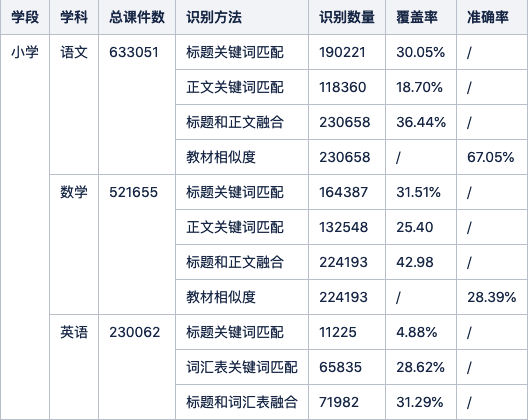 学段 学科 总课件数 识别方法 识别数量 覆盖率 准确率
小学 语文 633051 标题关键词匹配 190221 30.05% /
正文关键词匹配 118360 18.70% /
标题和正文融合 230658 36.44% /
教材相似度 230658 / 67.05%
数学 521655 标题关键词匹配 164387 31.51% /
正文关键词匹配 132548 25.40 /
标题和正文融合 224193 42.98 /
教材相似度 224193 / 28.39%
英语 230062 标题关键词匹配 11225 4.88% /
词汇表关键词匹配 65835 28.62% /
标题和词汇表融合 71982 31.29% /